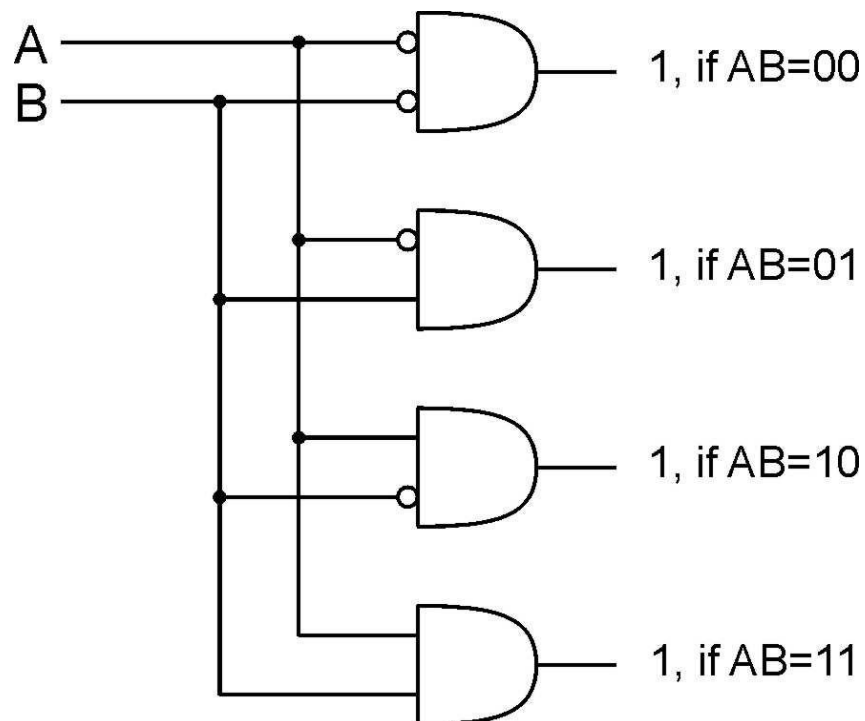 A
B
1, if AB=00
1, if AB=01
1, if AB=10
1, if AB=11